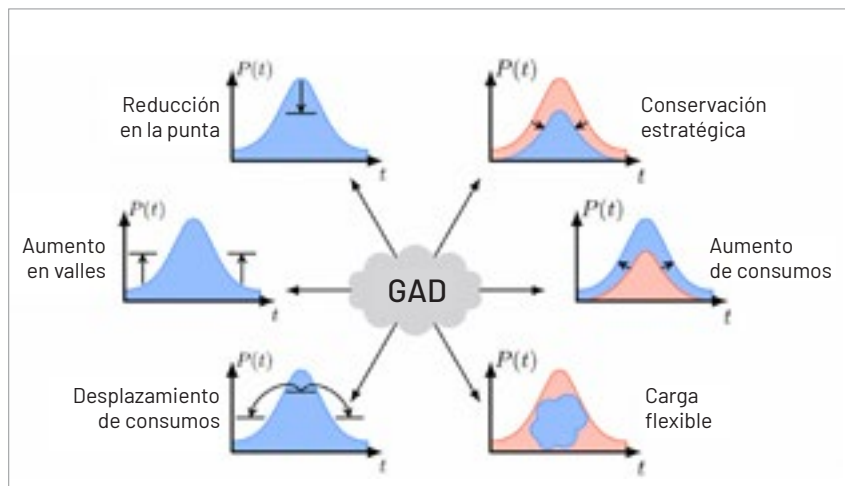 P(t)
Reducción
en la punta
t
P(t)
Conservación
estratégica
t
P(t)
Aumento
en valles
t
GAD
P(t)
Aumento
de consumos
t
P(t)
Desplazamiento
de consumos
t
P(t)
Carga
flexible
t